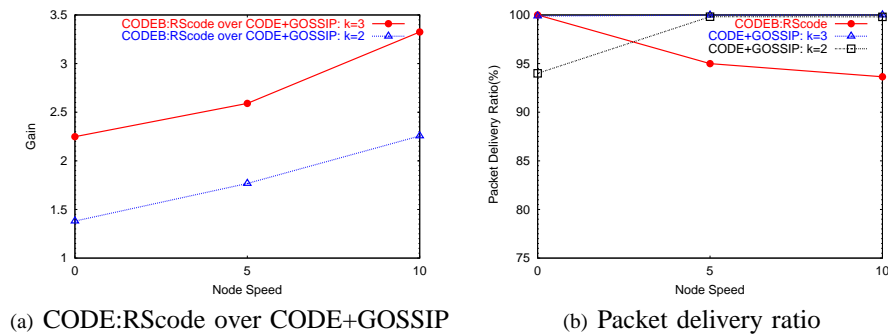 CODEB:RScode over CODE+GOSSIP: k=3
CODEB:RScode over CODE+GOSSIP: k=2
3.5
3
2.5
2
1.5
1
Gain
0
5
10
Node Speed
(a) CODE:RScode over CODE+GOSSIP
CODEB:RScode
CODE+GOSSIP: k=3
CODE+GOSSIP: k=2
100
95
90
85
80
75
Packet Delivery Ratio(%)
0
5
10
Node Speed
(b) Packet delivery ratio